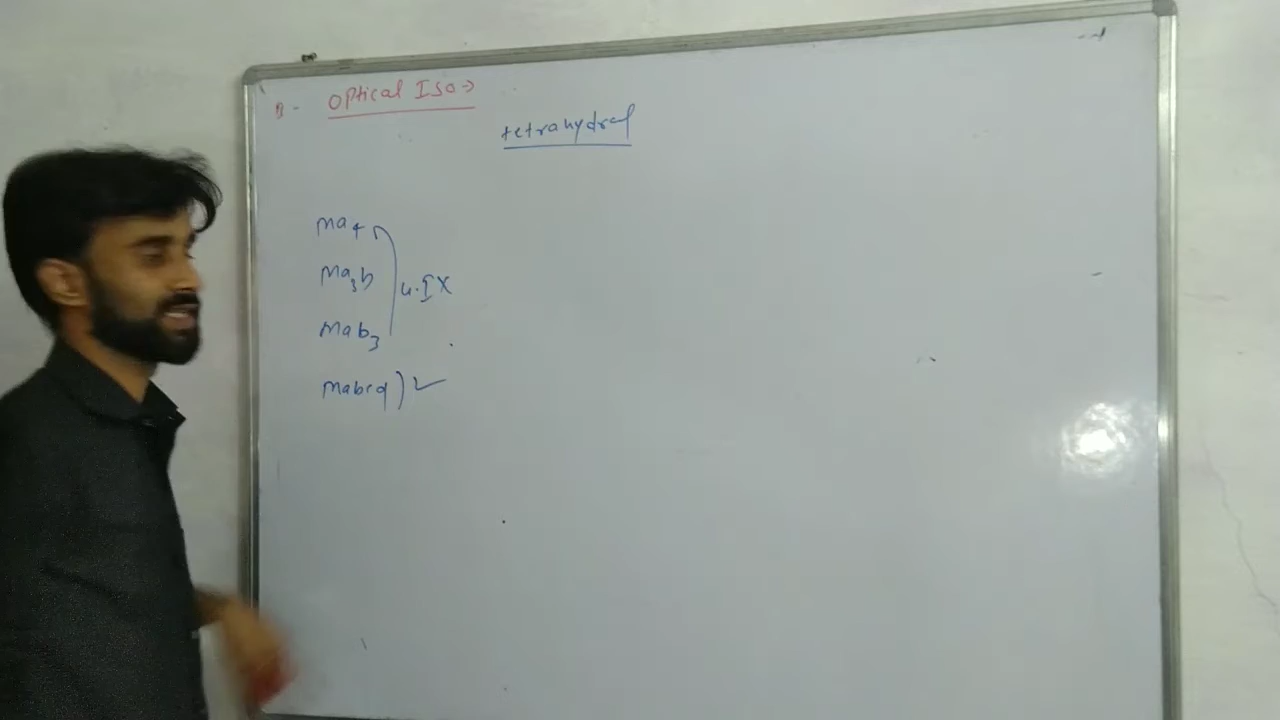 B - Optical Iso →
tetrahydral
Ma₄
Ma₃b
Mab₃
Mabcd) ✓